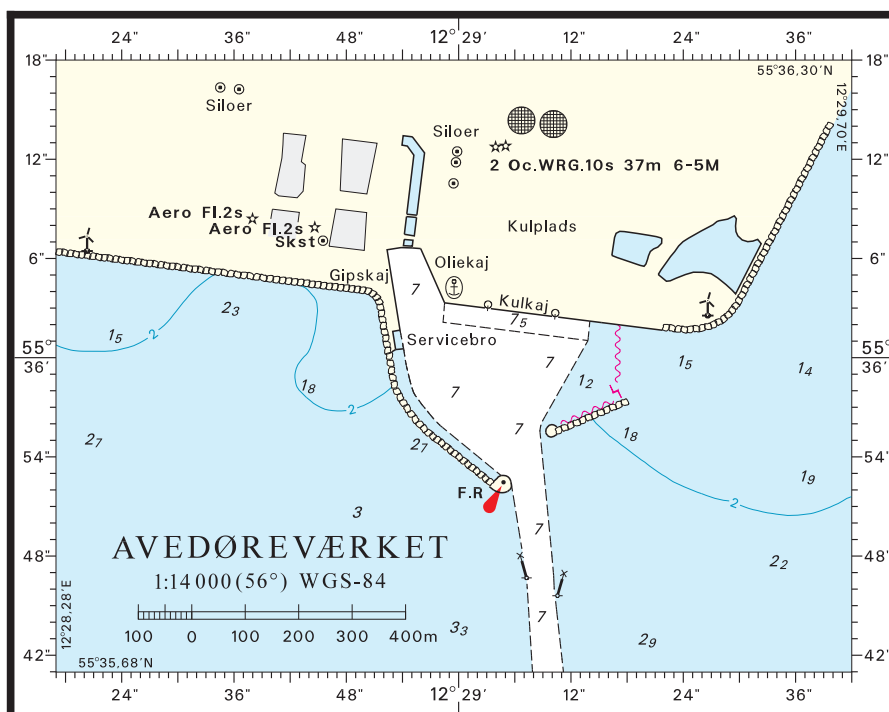 24" 36" 48" 12°29' 12" 24" 36"
18" 18"
55°36,30'N
12°29,70'E
Siloer
Siloer
12" 12"
2 Oc.WRG.10s 37m 6-5M
Aero Fl.2s
Aero Fl.2s
Kulplads
Skst
6" 6"
Gipskaj
Oliekaj
7
Kulkaj
2₃
7₅
1₅
2
Servicebro
55° 55°
36' 36'
7
1₅
1₄
1₈
2
7
1₂
2₇
2₇
7
1₈
54" 54"
1₉
F.R
2
3
7
AVEDØREVÆRKET
48" 48"
2₂
1:14 000 (56°) WGS-84
12°28,28'E
100 0 100 200 300 400m
3₃
7
2₉
42" 42"
55°35,68'N
24" 36" 48" 12°29' 12" 24" 36"